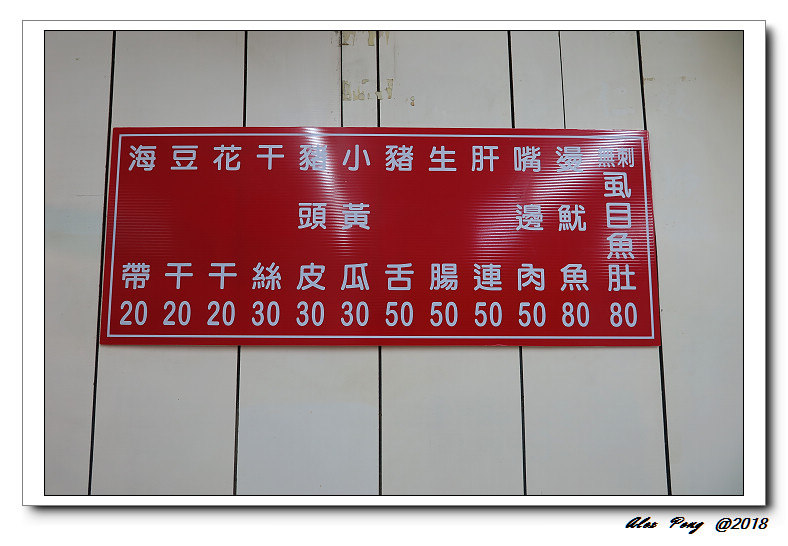 無刺虱目魚肚 80
燙魷魚 80
嘴邊肉 50
肝連 50
生腸 50
豬舌 50
小黃瓜 30
豬頭皮 30
干絲 30
花干 20
豆干 20
海帶 20
Alex Pong @2018